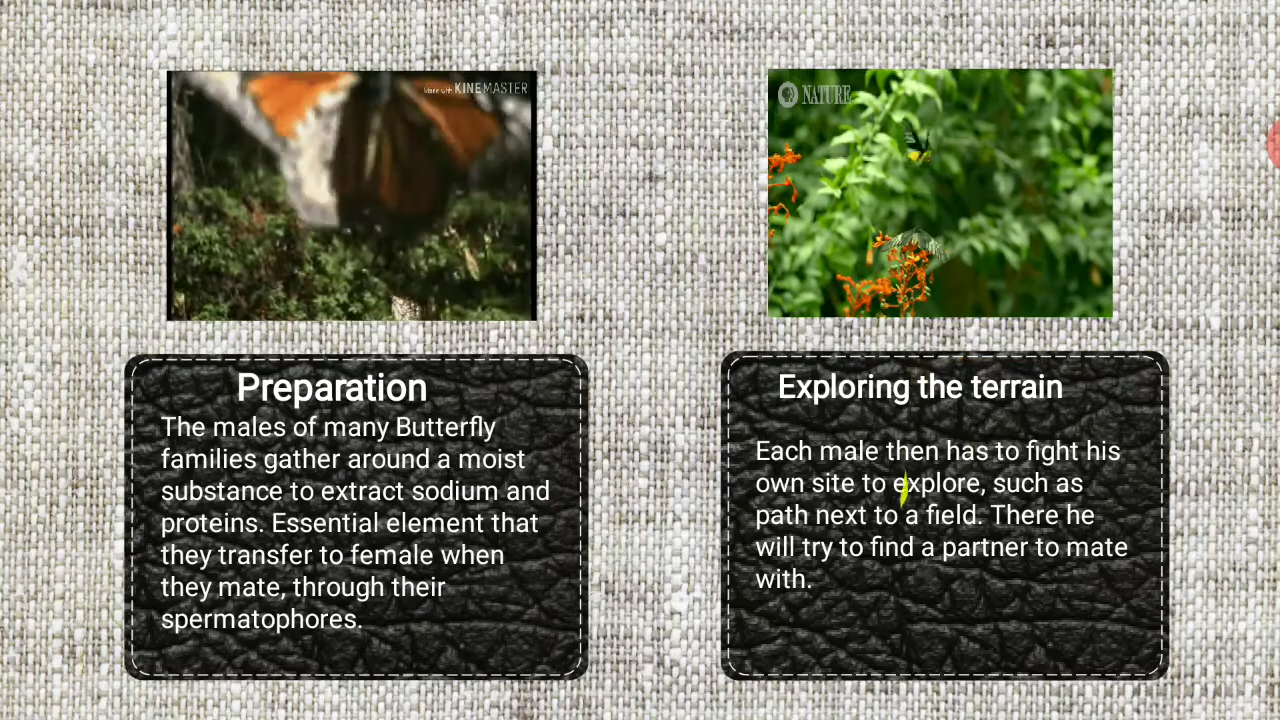 Made with KINEMASTER
NATURE
Preparation
The males of many Butterfly
families gather around a moist
substance to extract sodium and
proteins. Essential element that
they transfer to female when
they mate, through their
spermatophores.
Exploring the terrain
Each male then has to fight his
own site to explore, such as
path next to a field. There he
will try to find a partner to mate
with.